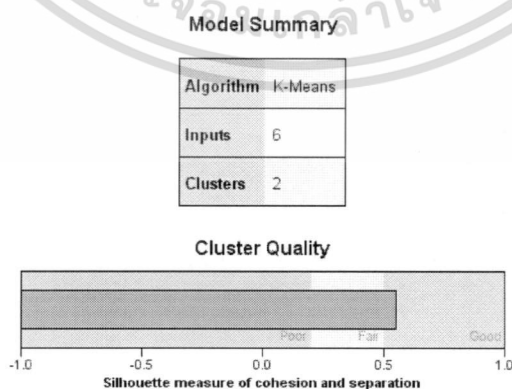 Model Summary
Algorithm K-Means
Inputs 6
Clusters 2
Cluster Quality
Poor Fair Good
-1.0 -0.5 0.0 0.5 1.0
Silhouette measure of cohesion and separation